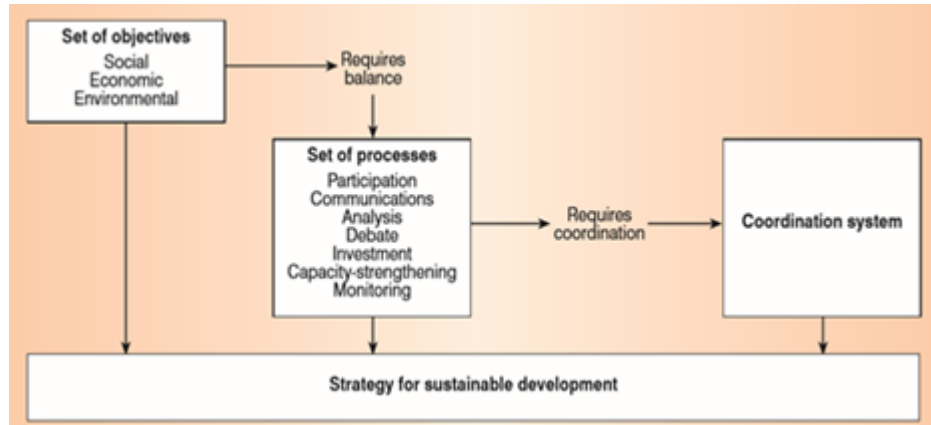 Set of objectives
Social
Economic
Environmental
Requires
balance
Set of processes
Participation
Communications
Analysis
Debate
Investment
Capacity-strengthening
Monitoring
Requires
coordination
Coordination system
Strategy for sustainable development